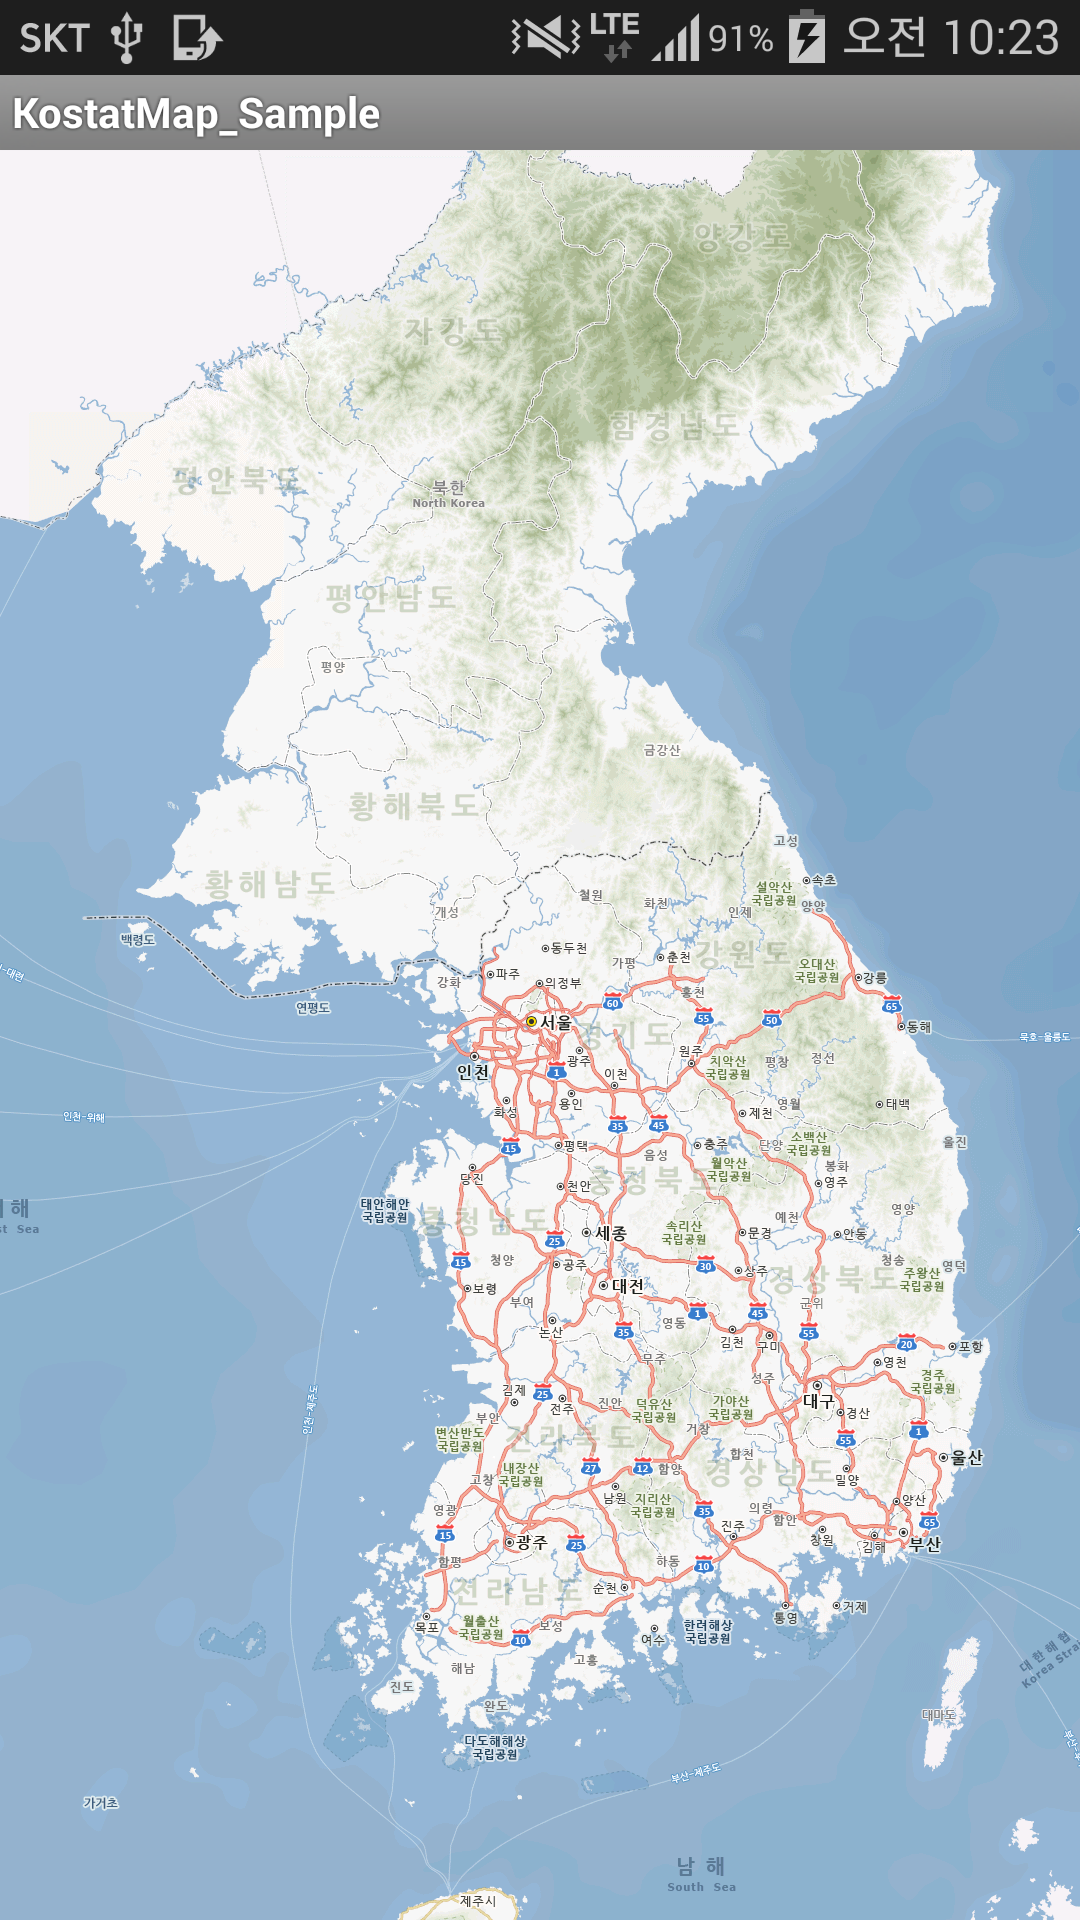 SKT LTE 91% 오전 10:23
KostatMap_Sample
양강도
자강도
함경남도
평안북도
북한
North Korea
평안남도
평양
금강산
황해북도
고성
황해남도
속초
설악산
국립공원
철원
화천
인제
양양
개성
백령도
동두천
강원도
가평
춘천
오대산
국립공원
파주
의정부
강릉
강화
홍천
연평도
60
65
서울
경기도
55
50
동해
묵호-울릉도
인천
광주
원주
치악산
국립공원
평창
정선
1
이천
화성
용인
영월
태백
제천
인천-위해
35
45
15
평택
음성
충주
단양
소백산
국립공원
울진
월악산
국립공원
봉화
당진
천안
충청북도
영주
태안해안
국립공원
충청남도
예천
영양
해
st Sea
세종
속리산
국립공원
문경
안동
25
15
청양
공주
30
상주
경상북도
청송
주왕산
국립공원
영덕
보령
대전
부여
군위
논산
35
영동
1
45
55
김천
구미
20
포항
무주
영천
김제
25
전주
성주
경주
국립공원
진안
덕유산
국립공원
가야산
국립공원
대구
경산
인천-제주도
부안
변산반도
국립공원
전라북도
거창
55
1
합천
울산
내장산
국립공원
27
12
함양
경상남도
고창
밀양
남원
지리산
국립공원
양산
영광
35
의령
함안
65
15
진주
광주
25
창원
김해
부산
함평
하동
10
전라남도
순천
통영
거제
목포
월출산
국립공원
10
보성
여수
한려해상
국립공원
해남
고흥
대한해협
Korea Strai
진도
완도
대마도
다도해해상
국립공원
부산-제주도
가거초
남해
South Sea
제주시